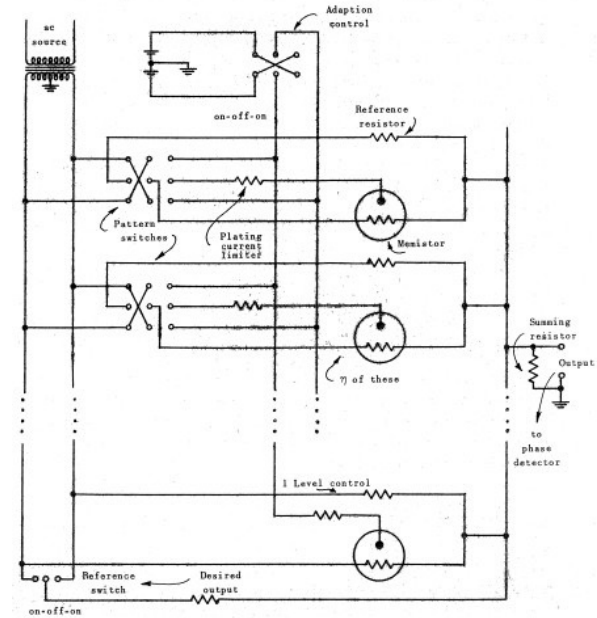 ac
source
Adaption
control
on-off-on
Reference
resistor
Pattern
switches
Plating
current
limiter
Memistor
η of these
Summing
resistor
Output
to
phase
detector
1 Level control
Reference
switch
Desired
output
on-off-on